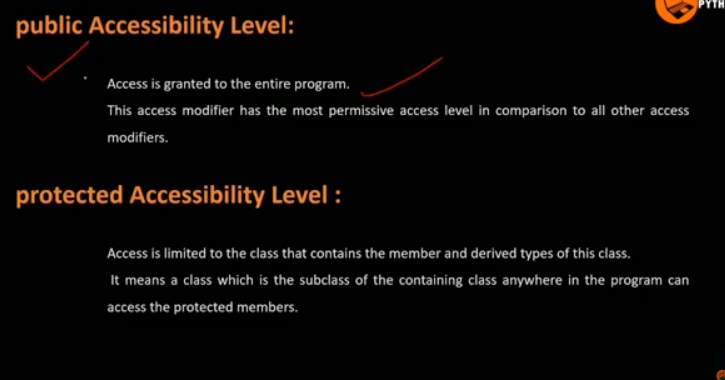 PYTH
public Accessibility Level:
Access is granted to the entire program.
This access modifier has the most permissive access level in comparison to all other access
modifiers.
protected Accessibility Level :
Access is limited to the class that contains the member and derived types of this class.
It means a class which is the subclass of the containing class anywhere in the program can
access the protected members.